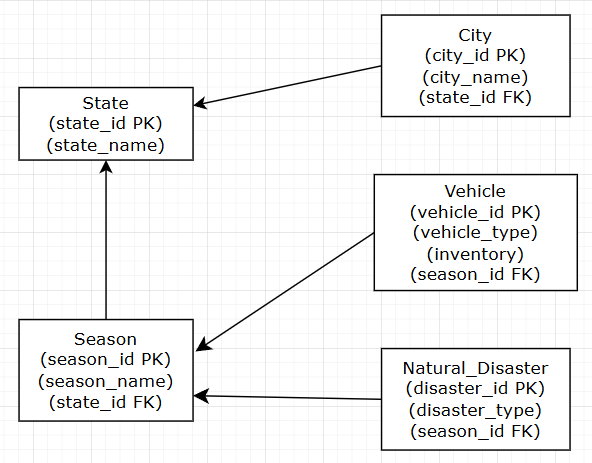 City
(city_id PK)
(city_name)
(state_id FK)
State
(state_id PK)
(state_name)
Vehicle
(vehicle_id PK)
(vehicle_type)
(inventory)
(season_id FK)
Season
(season_id PK)
(season_name)
(state_id FK)
Natural_Disaster
(disaster_id PK)
(disaster_type)
(season_id FK)